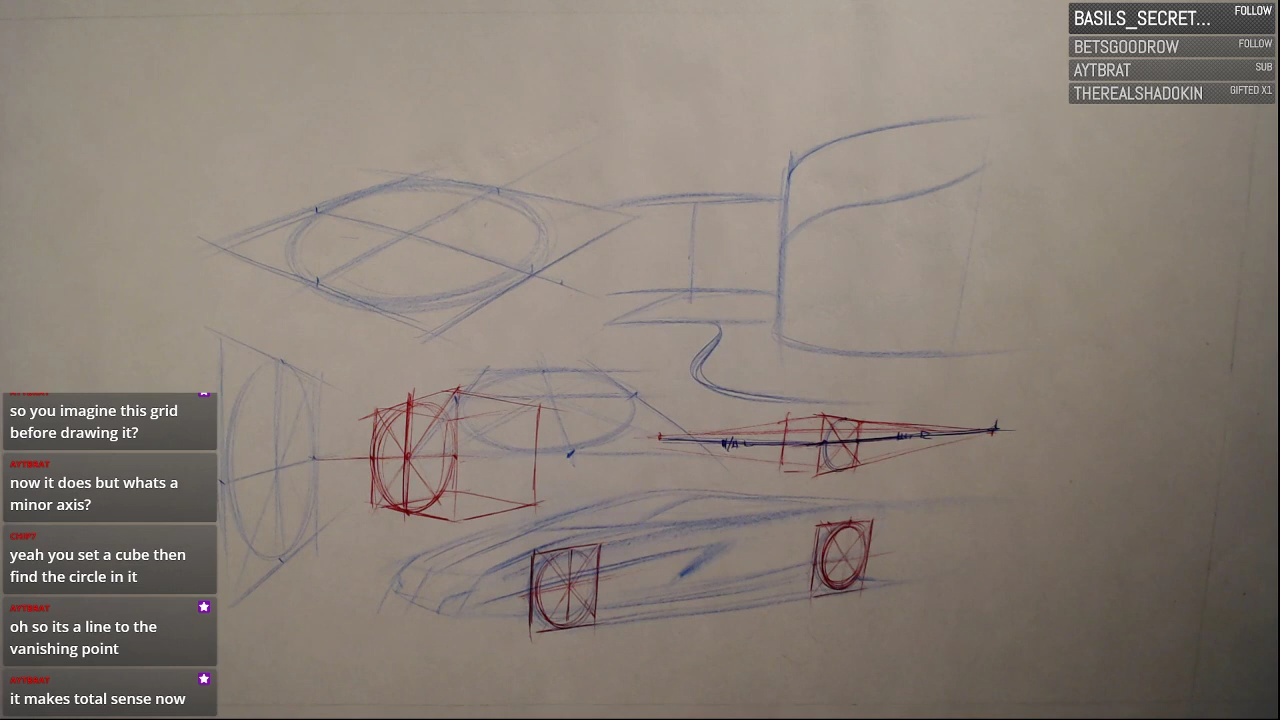 BASILS_SECRET... FOLLOW
BETSGOODROW FOLLOW
AYTBRAT SUB
THEREALSHADOKIN GIFTED X1
so you imagine this grid
before drawing it?
AYTBRAT
now it does but whats a
minor axis?
yeah you set a cube then
find the circle in it
AYTBRAT
oh so its a line to the
vanishing point
AYTBRAT
it makes total sense now